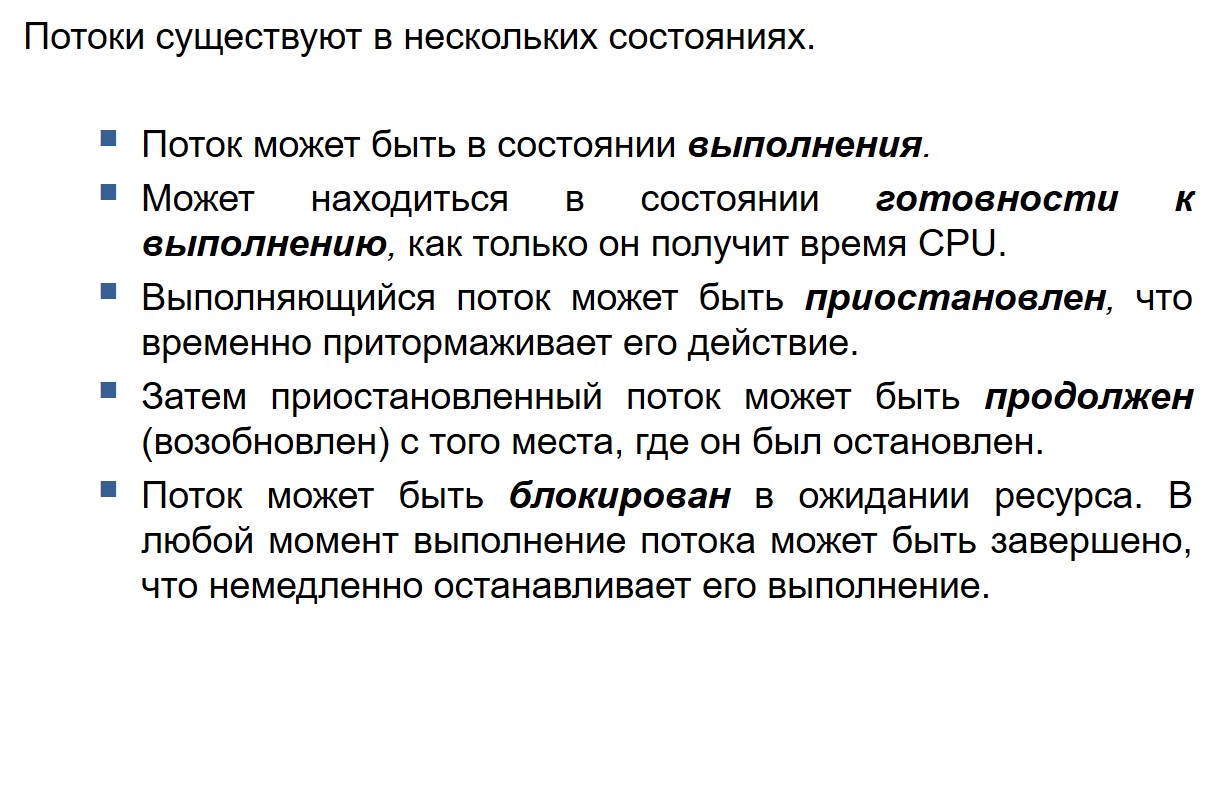 Потоки существуют в нескольких состояниях.
Поток может быть в состоянии выполнения.
Может находиться в состоянии готовности к
выполнению, как только он получит время CPU.
Выполняющийся поток может быть приостановлен, что
временно притормаживает его действие.
Затем приостановленный поток может быть продолжен
(возобновлен) с того места, где он был остановлен.
Поток может быть блокирован в ожидании ресурса. В
любой момент выполнение потока может быть завершено,
что немедленно останавливает его выполнение.